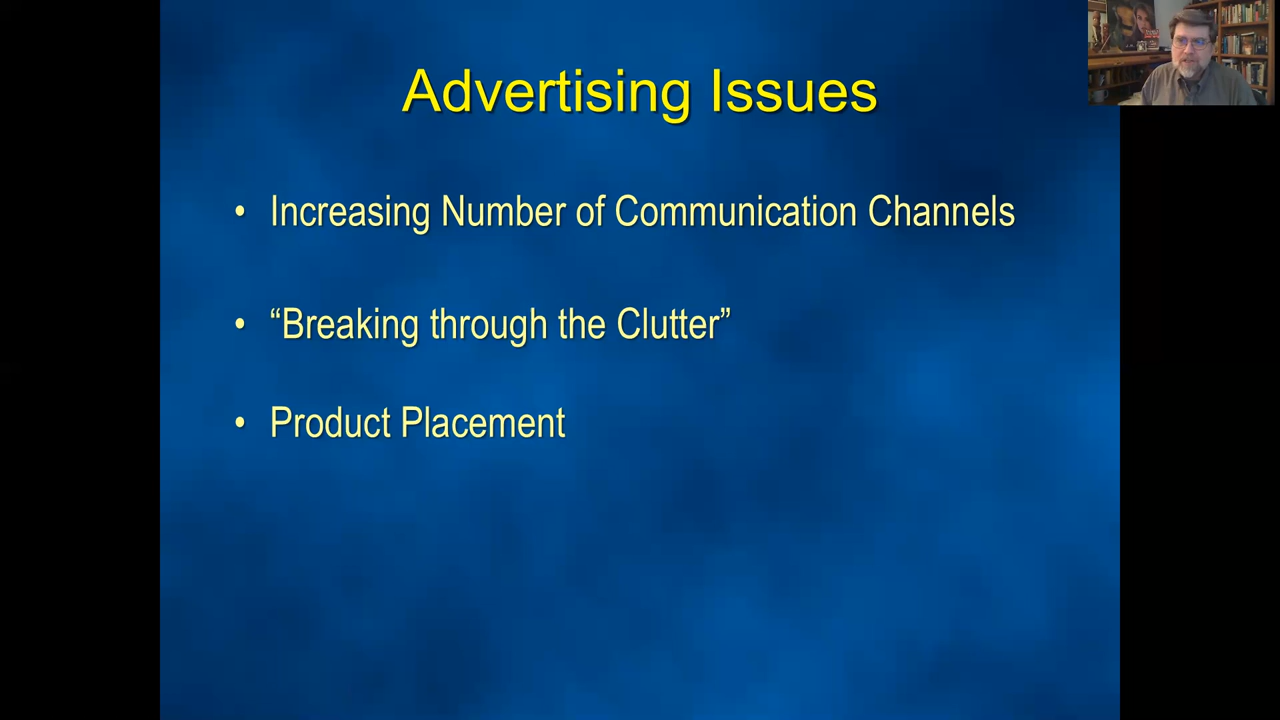 Advertising Issues
• Increasing Number of Communication Channels
• “Breaking through the Clutter”
• Product Placement